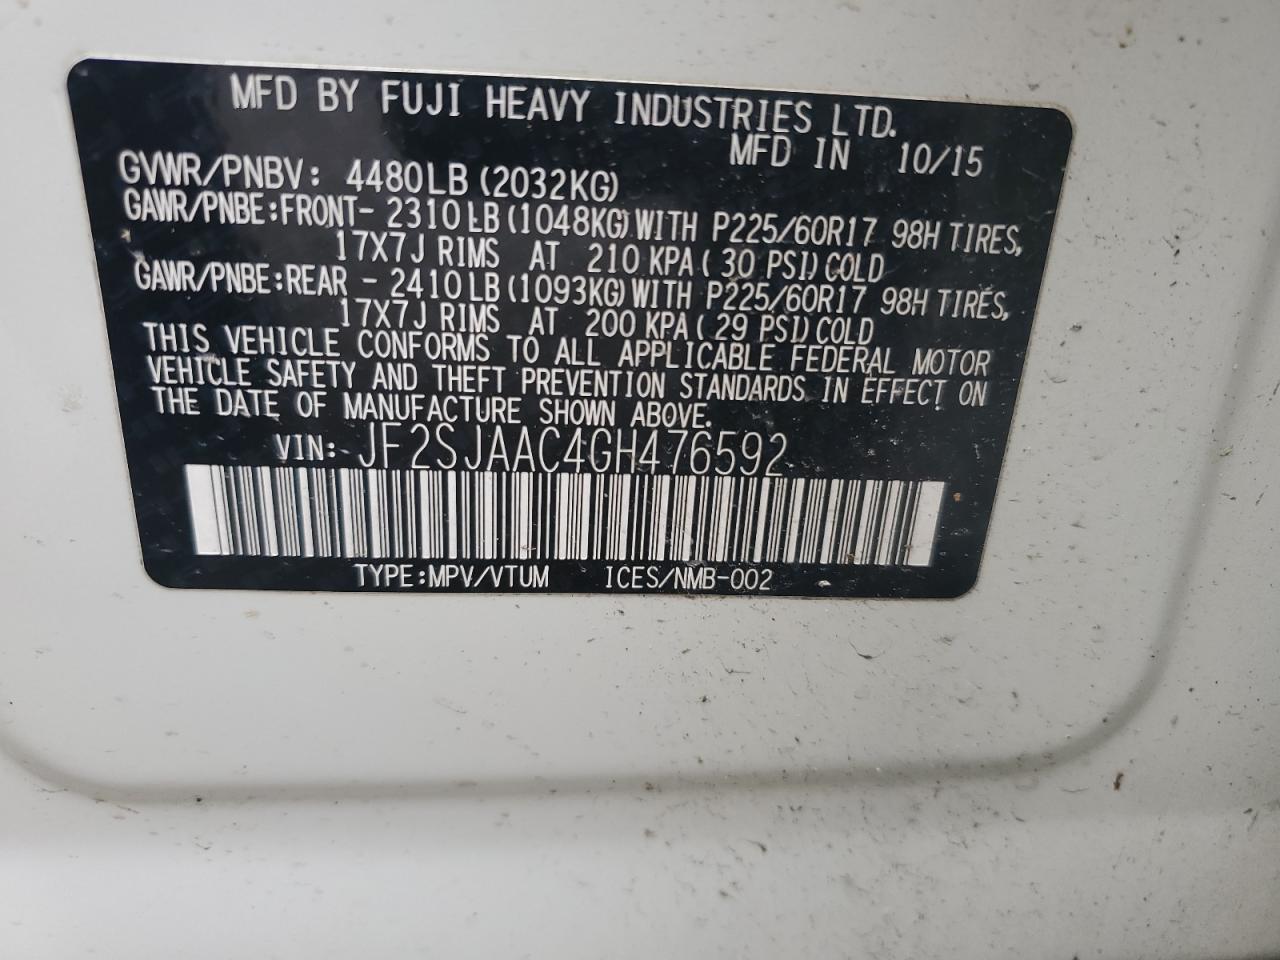 MFD BY FUJI HEAVY INDUSTRIES LTD.
MFD IN 10/15
GVWR/PNBV: 4480LB (2032KG)
GAWR/PNBE:FRONT- 2310LB (1048KG) WITH P225/60R17 98H TIRES,
17X7J RIMS AT 210 KPA ( 30 PSI) COLD
GAWR/PNBE:REAR - 2410LB (1093KG) WITH P225/60R17 98H TIRES,
17X7J RIMS AT 200 KPA ( 29 PSI) COLD
THIS VEHICLE CONFORMS TO ALL APPLICABLE FEDERAL MOTOR
VEHICLE SAFETY AND THEFT PREVENTION STANDARDS IN EFFECT ON
THE DATE OF MANUFACTURE SHOWN ABOVE.
VIN: JF2SJAAC4GH476592
TYPE:MPV/VTUM ICES/NMB-002